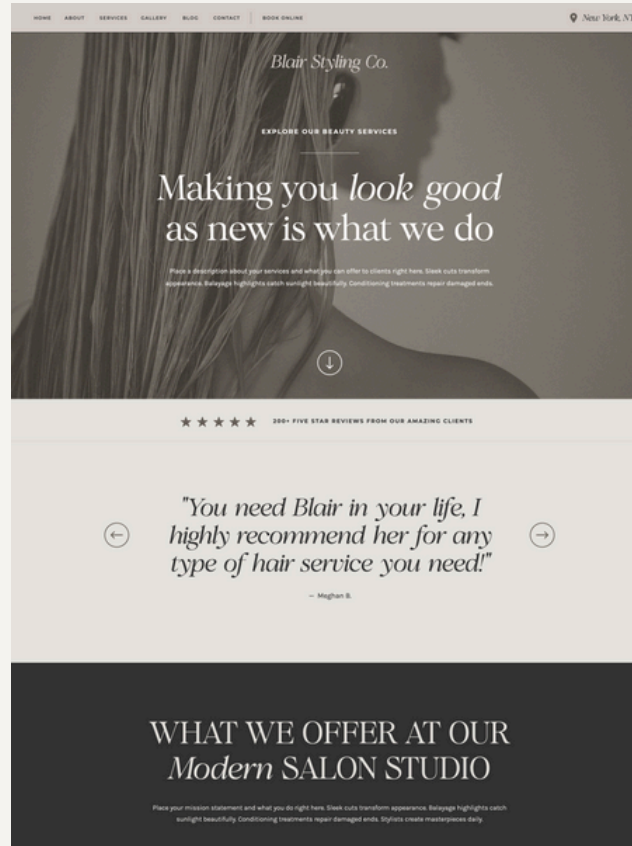 HOME ABOUT SERVICES GALLERY BLOG CONTACT BOOK ONLINE New York, NY
Blair Styling Co.
EXPLORE OUR BEAUTY SERVICES
Making you look good
as new is what we do
Place a description about your services and what you can offer to clients right here. Sleek cuts transform
appearance. Balayage highlights catch sunlight beautifully. Conditioning treatments repair damaged ends.
200+ FIVE STAR REVIEWS FROM OUR AMAZING CLIENTS
"You need Blair in your life, I
highly recommend her for any
type of hair service you need!"
— Meghan B.
WHAT WE OFFER AT OUR
Modern SALON STUDIO
Place your mission statement and what you do right here. Sleek cuts transform appearance. Balayage highlights catch
sunlight beautifully. Conditioning treatments repair damaged ends. Stylists create masterpieces daily.